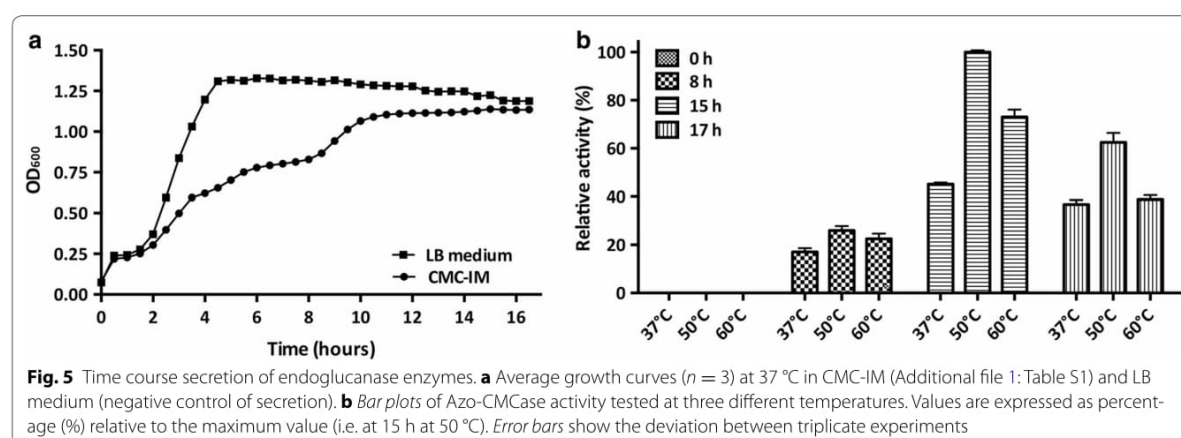 a
1.50
1.25
1.00
0.75
0.50
0.25
0.00
OD600
0 2 4 6 8 10 12 14 16
Time (hours)
LB medium
CMC-IM
b
0 h
8 h
15 h
17 h
100
80
60
40
20
0
Relative activity (%)
37°C 50°C 60°C 37°C 50°C 60°C 37°C 50°C 60°C 37°C 50°C 60°C
Fig. 5 Time course secretion of endoglucanase enzymes. a Average growth curves (n = 3) at 37 °C in CMC-IM (Additional file 1: Table S1) and LB
medium (negative control of secretion). b Bar plots of Azo-CMCase activity tested at three different temperatures. Values are expressed as percent-
age (%) relative to the maximum value (i.e. at 15 h at 50 °C). Error bars show the deviation between triplicate experiments